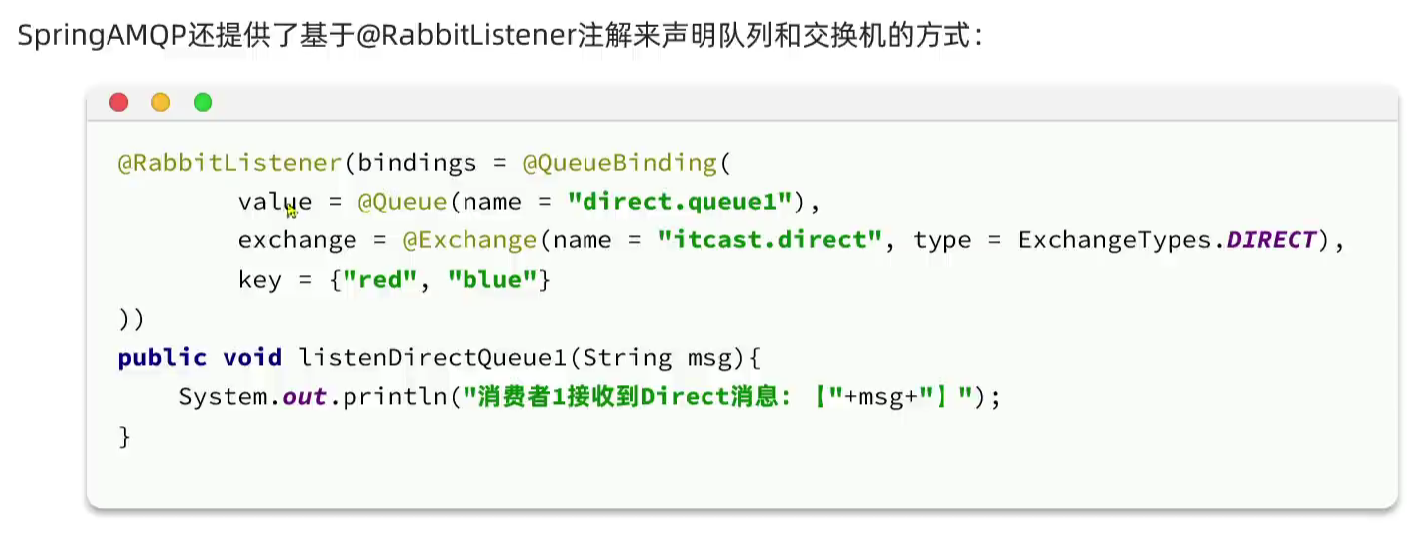 SpringAMQP还提供了基于@RabbitListener注解来声明队列和交换机的方式：
@RabbitListener(bindings = @QueueBinding(
value = @Queue(name = "direct.queue1"),
exchange = @Exchange(name = "itcast.direct", type = ExchangeTypes.DIRECT),
key = {"red", "blue"}
))
public void listenDirectQueue1(String msg){
System.out.println("消费者1接收到Direct消息：【"+msg+"】");
}